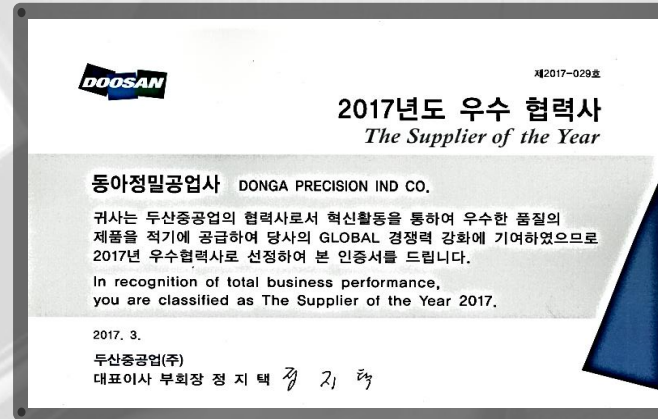 DOOSAN
제2017-029호
2017년도 우수 협력사
The Supplier of the Year
동아정밀공업사 DONGA PRECISION IND CO.
귀사는 두산중공업의 협력사로서 혁신활동을 통하여 우수한 품질의
제품을 적기에 공급하여 당사의 GLOBAL 경쟁력 강화에 기여하였으므로
2017년 우수협력사로 선정하여 본 인증서를 드립니다.
In recognition of total business performance,
you are classified as The Supplier of the Year 2017.
2017. 3.
두산중공업(주)
대표이사 부회장 정 지 택 정 지 택